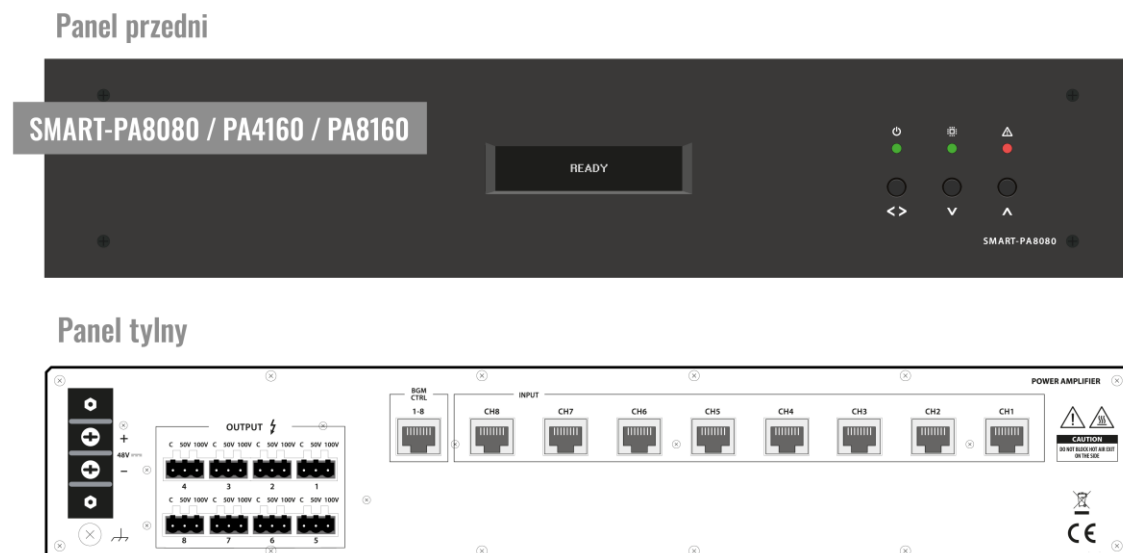 Panel przedni
SMART-PA8080 / PA4160 / PA8160
READY
< >
SMART-PA8080
Panel tylny
POWER AMPLIFIER
BGM
CTRL
1-8
INPUT
CH8 CH7 CH6 CH5 CH4 CH3 CH2 CH1
OUTPUT
+
48V
-
C 50V 100V C 50V 100V C 50V 100V C 50V 100V
4 3 2 1
C 50V 100V C 50V 100V C 50V 100V C 50V 100V
8 7 6 5
CAUTION
DO NOT BLOCK HOT AIR EXIT
ON THE SIDE
CE